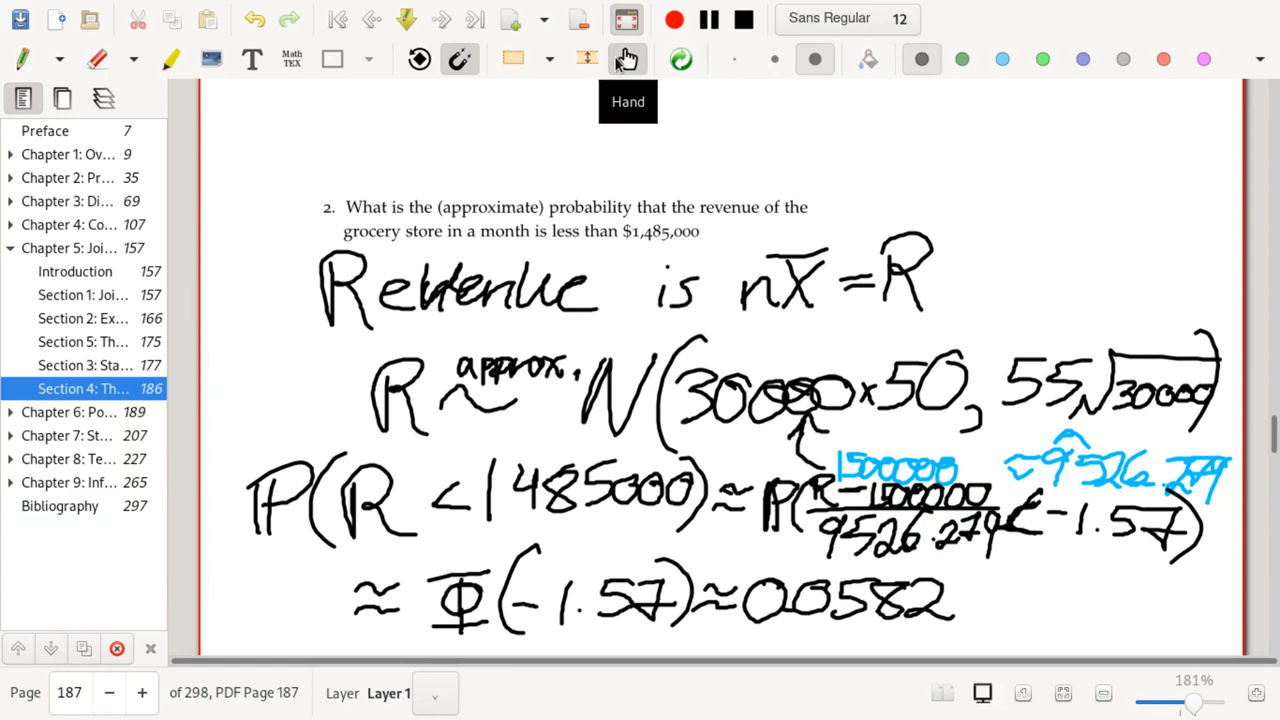 Sans Regular 12
T Math TEX
Hand
Preface 7
Chapter 1: Ov... 9
Chapter 2: Pr... 35
Chapter 3: Di... 69
Chapter 4: Co... 107
Chapter 5: Joi... 157
Introduction 157
Section 1: Joi... 157
Section 2: Ex... 166
Section 5: Th... 175
Section 3: Sta... 177
Section 4: Th... 186
Chapter 6: Po... 189
Chapter 7: St... 207
Chapter 8: Te... 227
Chapter 9: Inf... 265
Bibliography 297
2. What is the (approximate) probability that the revenue of the
grocery store in a month is less than $1,485,000
Revenue is nX̅ = R
R ~ approx. N(30000×50, 55√30000)
1500000 ≈9526.279
P(R < 1485000) ≈ P(R−1500000 / 9526.279 < −1.57)
≈ Φ(−1.57) ≈ 0.0582
Page 187 of 298, PDF Page 187 Layer Layer 1 181%